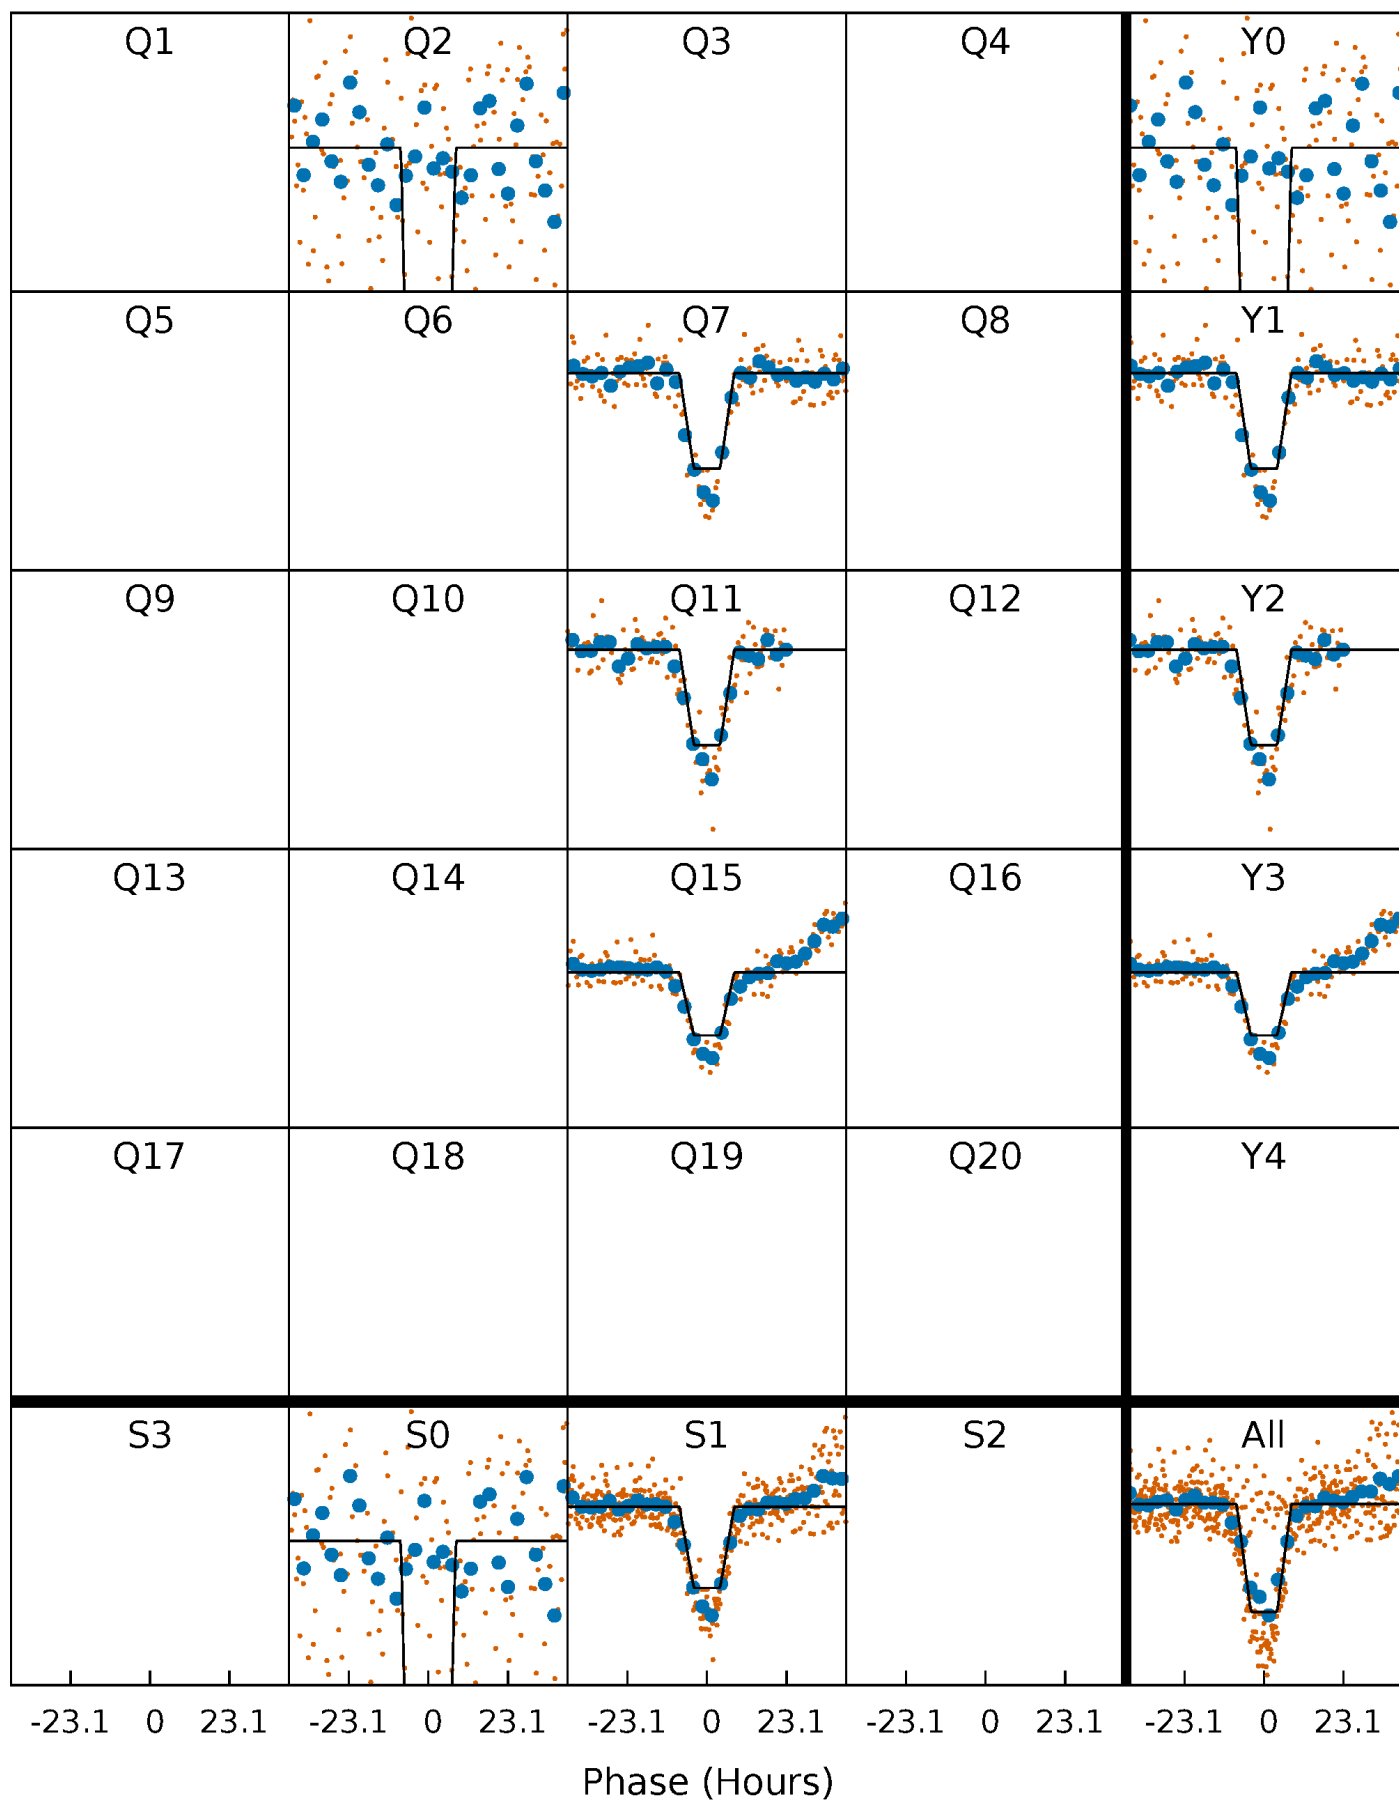 Q1 Q2 Q3 Q4 Y0
Q5 Q6 Q7 Q8 Y1
Q9 Q10 Q11 Q12 Y2
Q13 Q14 Q15 Q16 Y3
Q17 Q18 Q19 Q20 Y4
S3 S0 S1 S2 All
-23.1 0 23.1 -23.1 0 23.1 -23.1 0 23.1 -23.1 0 23.1 -23.1 0 23.1
Phase (Hours)